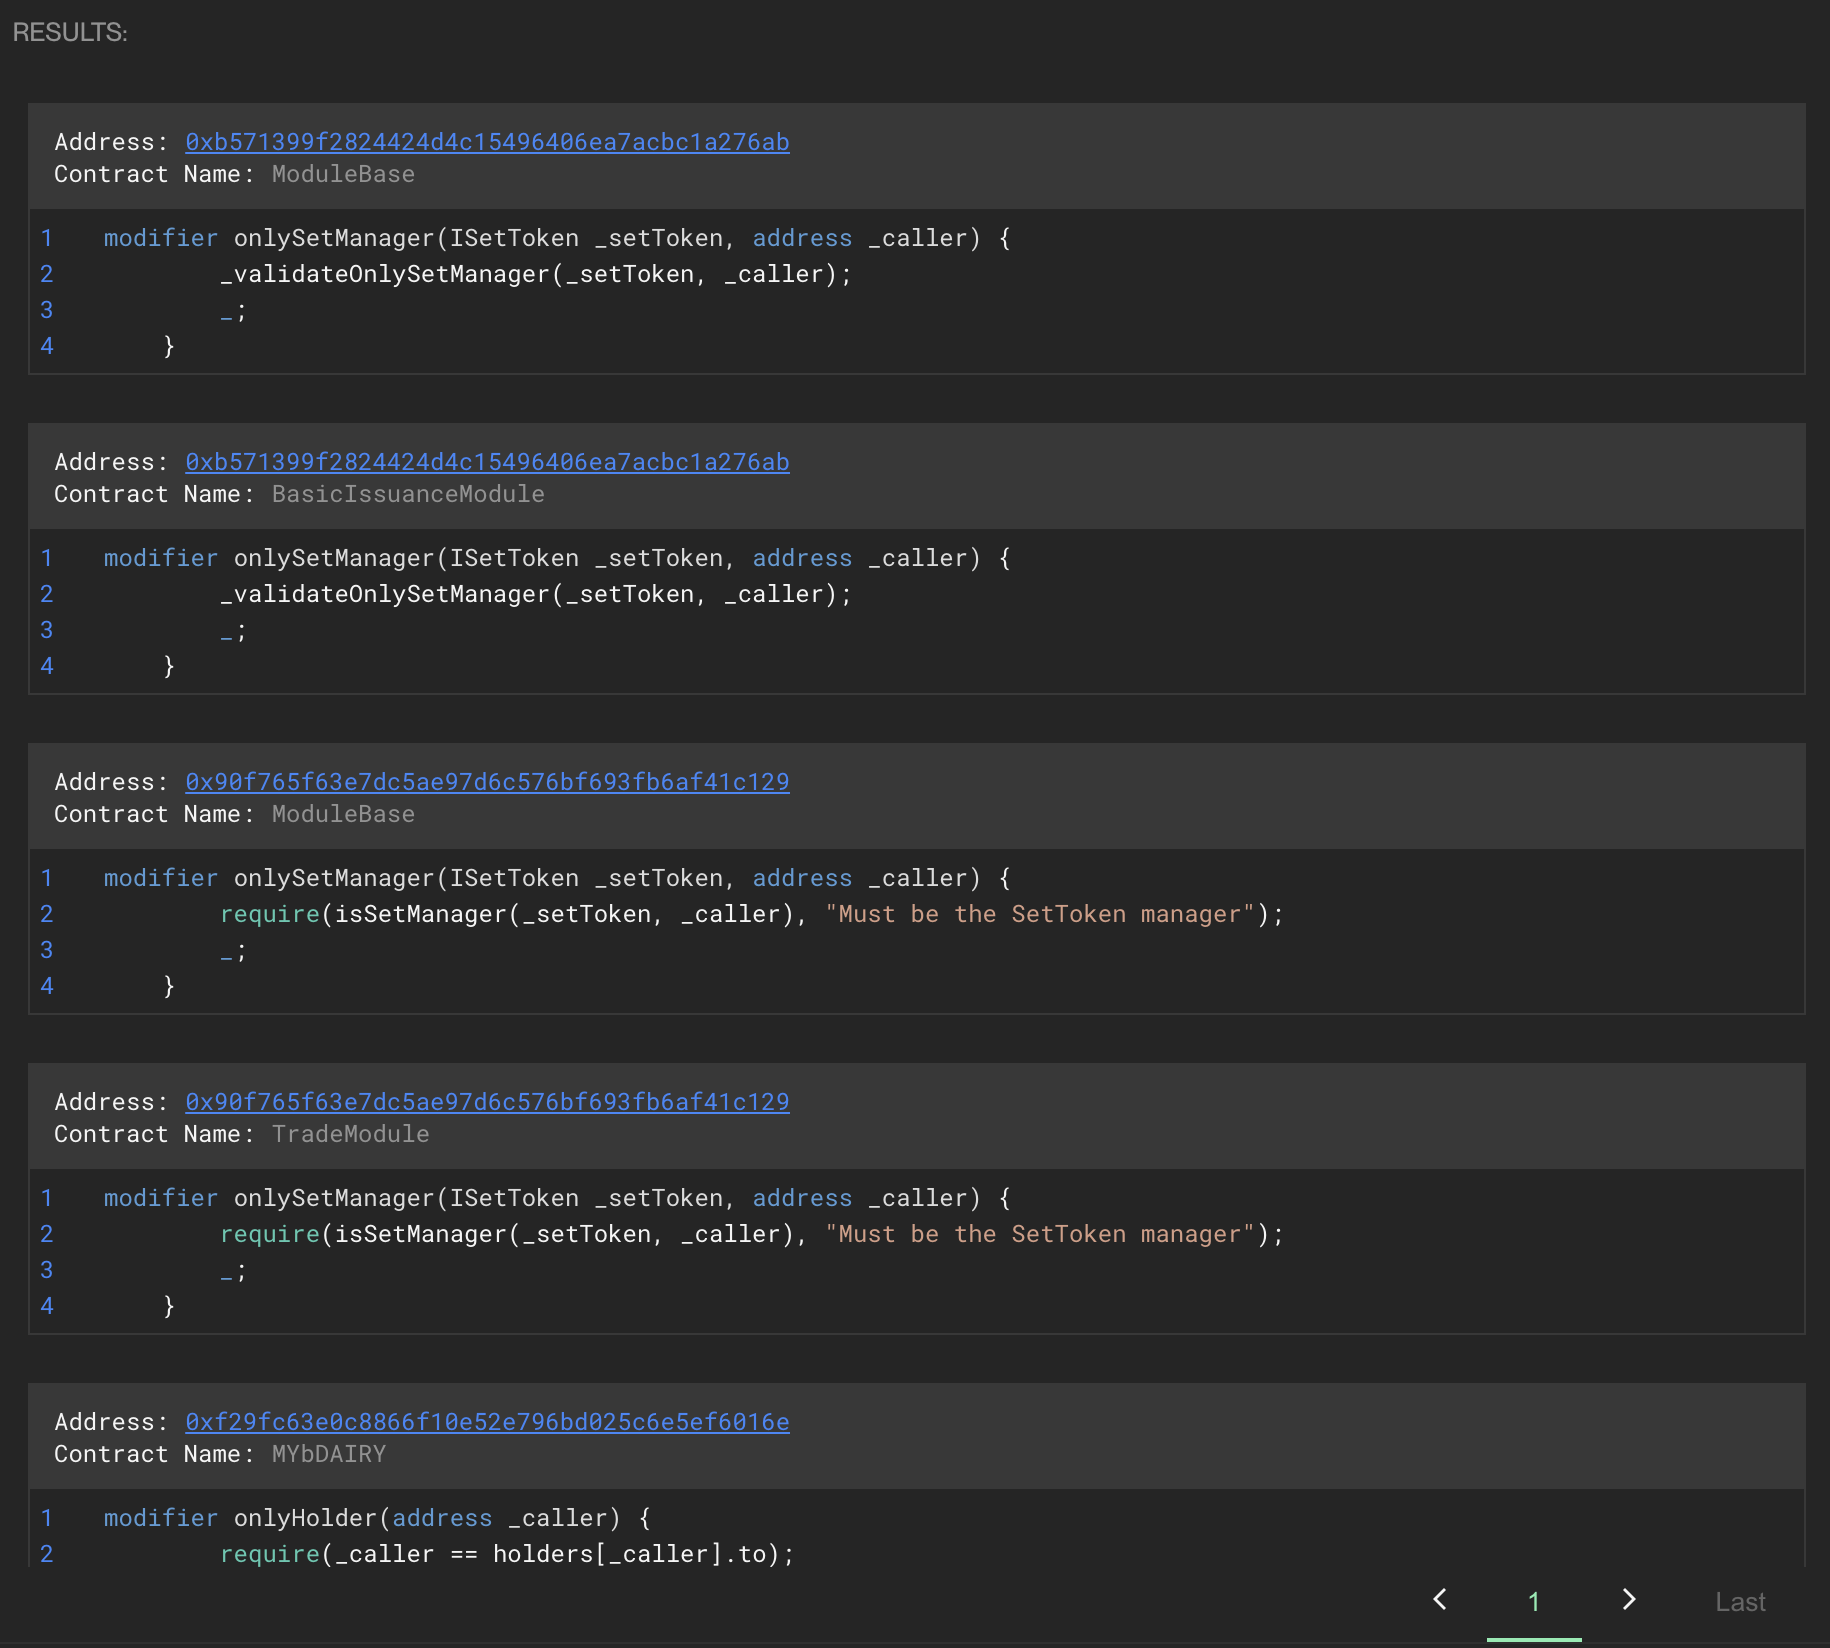 RESULTS:
Address: 0xb571399f2824424d4c15496406ea7acbc1a276ab
Contract Name: ModuleBase
1 modifier onlySetManager(ISetToken _setToken, address _caller) {
2 _validateOnlySetManager(_setToken, _caller);
3 _;
4 }
Address: 0xb571399f2824424d4c15496406ea7acbc1a276ab
Contract Name: BasicIssuanceModule
1 modifier onlySetManager(ISetToken _setToken, address _caller) {
2 _validateOnlySetManager(_setToken, _caller);
3 _;
4 }
Address: 0x90f765f63e7dc5ae97d6c576bf693fb6af41c129
Contract Name: ModuleBase
1 modifier onlySetManager(ISetToken _setToken, address _caller) {
2 require(isSetManager(_setToken, _caller), "Must be the SetToken manager");
3 _;
4 }
Address: 0x90f765f63e7dc5ae97d6c576bf693fb6af41c129
Contract Name: TradeModule
1 modifier onlySetManager(ISetToken _setToken, address _caller) {
2 require(isSetManager(_setToken, _caller), "Must be the SetToken manager");
3 _;
4 }
Address: 0xf29fc63e0c8866f10e52e796bd025c6e5ef6016e
Contract Name: MYbDAIRY
1 modifier onlyHolder(address _caller) {
2 require(_caller == holders[_caller].to);
< 1 > Last